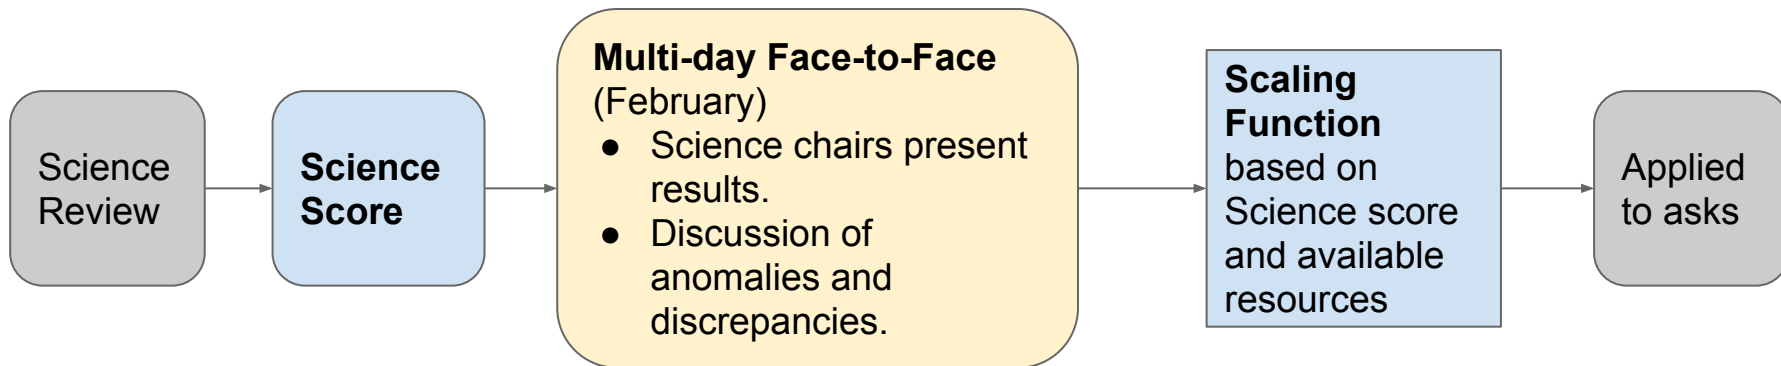 Science
Review
Science
Score
Multi-day Face-to-Face
(February)
● Science chairs present
results.
● Discussion of
anomalies and
discrepancies.
Scaling
Function
based on
Science score
and available
resources
Applied
to asks